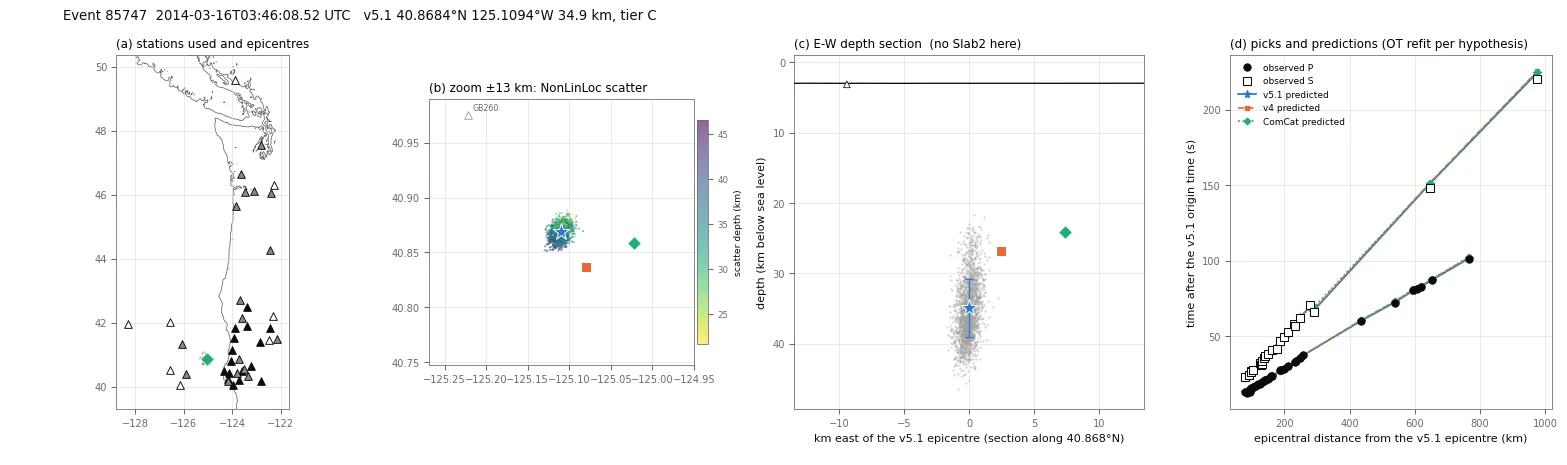 Event 85747  2014-03-16T03:46:08.52 UTC   v5.1 40.8684°N 125.1094°W 34.9 km, tier C
(a) stations used and epicentres
50
48
46
44
42
40
−128
−126
−124
−122
(b) zoom ±13 km: NonLinLoc scatter
GB260
40.95
40.90
40.85
40.80
40.75
−125.25
−125.20
−125.15
−125.10
−125.05
−125.00
−124.95
45
40
35
30
25
scatter depth (km)
(c) E-W depth section  (no Slab2 here)
0
10
20
30
40
depth (km below sea level)
−10
−5
0
5
10
km east of the v5.1 epicentre (section along 40.868°N)
(d) picks and predictions (OT refit per hypothesis)
observed P
observed S
v5.1 predicted
v4 predicted
ComCat predicted
200
150
100
50
time after the v5.1 origin time (s)
200
400
600
800
1000
epicentral distance from the v5.1 epicentre (km)